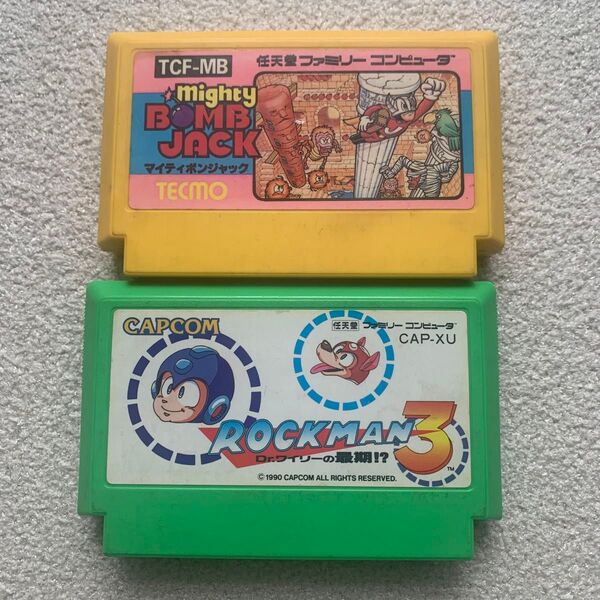 TCF-MB
任天堂 ファミリー コンピュータ
mighty
BOMB
JACK
マイティボンジャック
TECMO
CAPCOM
任天堂 ファミリー コンピュータ
CAP-XU
ROCKMAN 3
Dr.ワイリーの最期!?
TM
© 1990 CAPCOM ALL RIGHTS RESERVED.